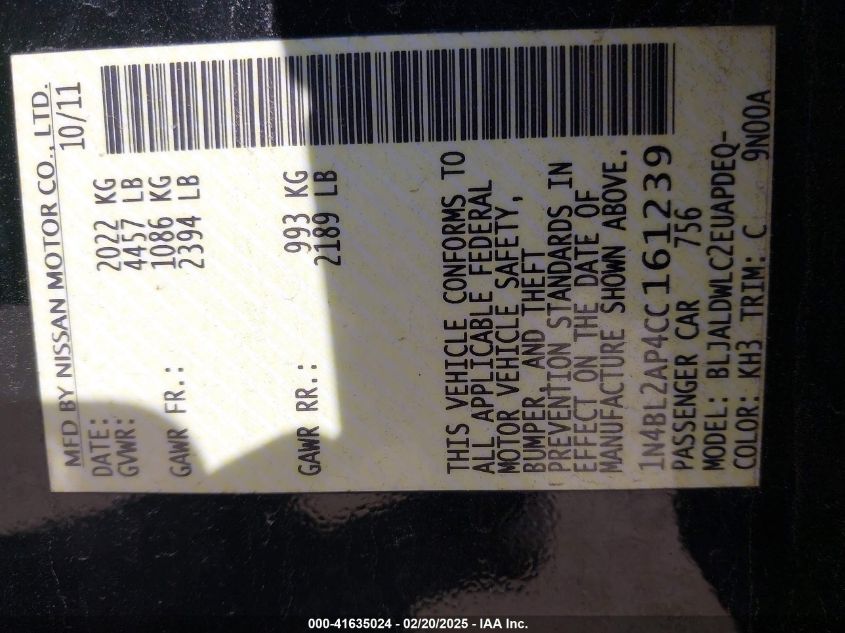 MFD BY NISSAN MOTOR CO., LTD.
DATE: 10/11
GVWR: 2022 KG
4457 LB
GAWR FR.: 1086 KG
2394 LB
GAWR RR.: 993 KG
2189 LB
THIS VEHICLE CONFORMS TO
ALL APPLICABLE FEDERAL
MOTOR VEHICLE SAFETY,
BUMPER, AND THEFT
PREVENTION STANDARDS IN
EFFECT ON THE DATE OF
MANUFACTURE SHOWN ABOVE.
1N4BL2AP4CC161239
PASSENGER CAR 756
MODEL: BLJALDWLC2EUAPDEQ-
COLOR: KH3 TRIM: C 9N00A
000-41635024 - 02/20/2025 - IAA Inc.